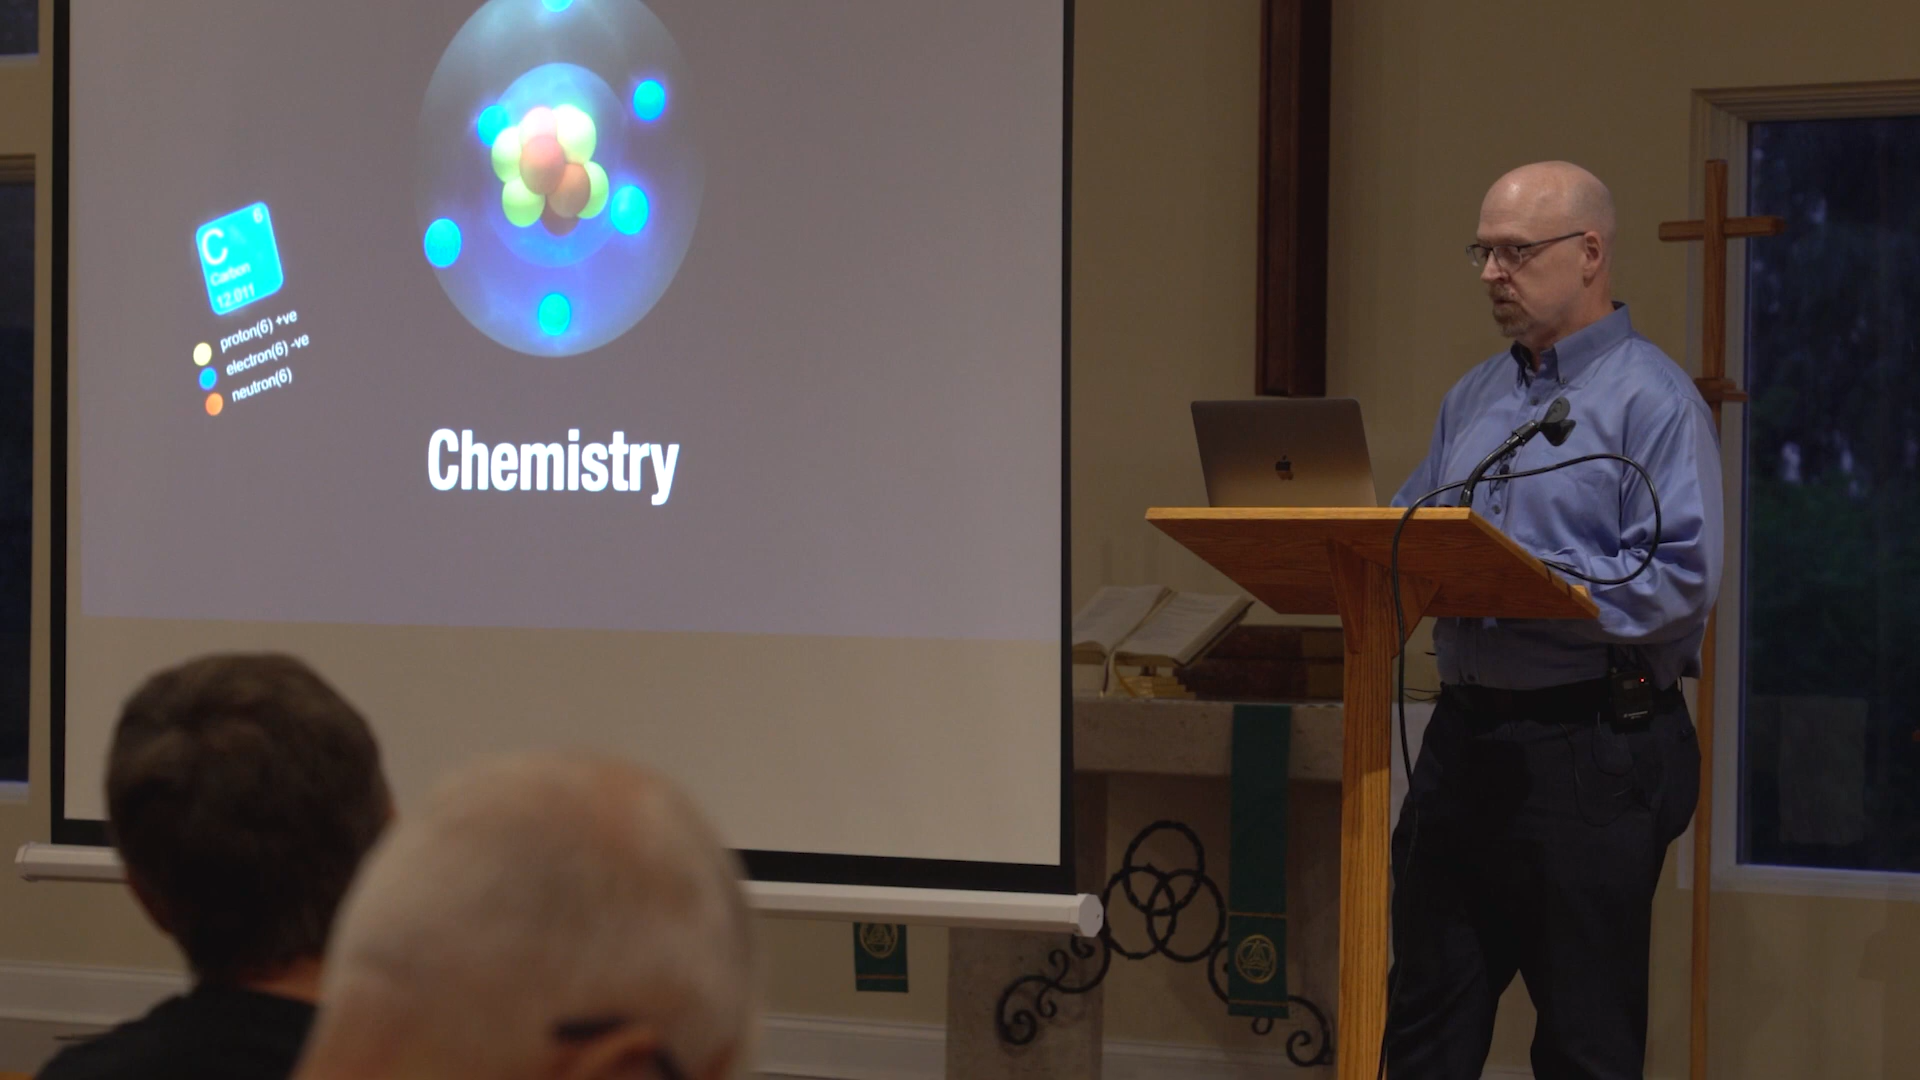 6
C
Carbon
12.011
proton(6) +ve
electron(6) -ve
neutron(6)
Chemistry